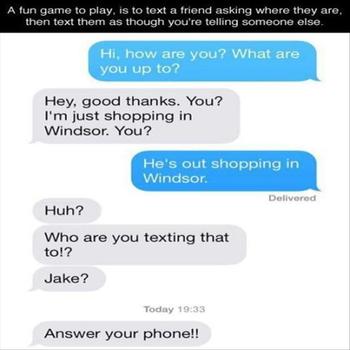 A fun game to play, is to text a friend asking where they are,
then text them as though you're telling someone else.
Hi, how are you? What are
you up to?
Hey, good thanks. You?
I'm just shopping in
Windsor. You?
He's out shopping in
Windsor.
Delivered
Huh?
Who are you texting that
to!?
Jake?
Today 19:33
Answer your phone!!